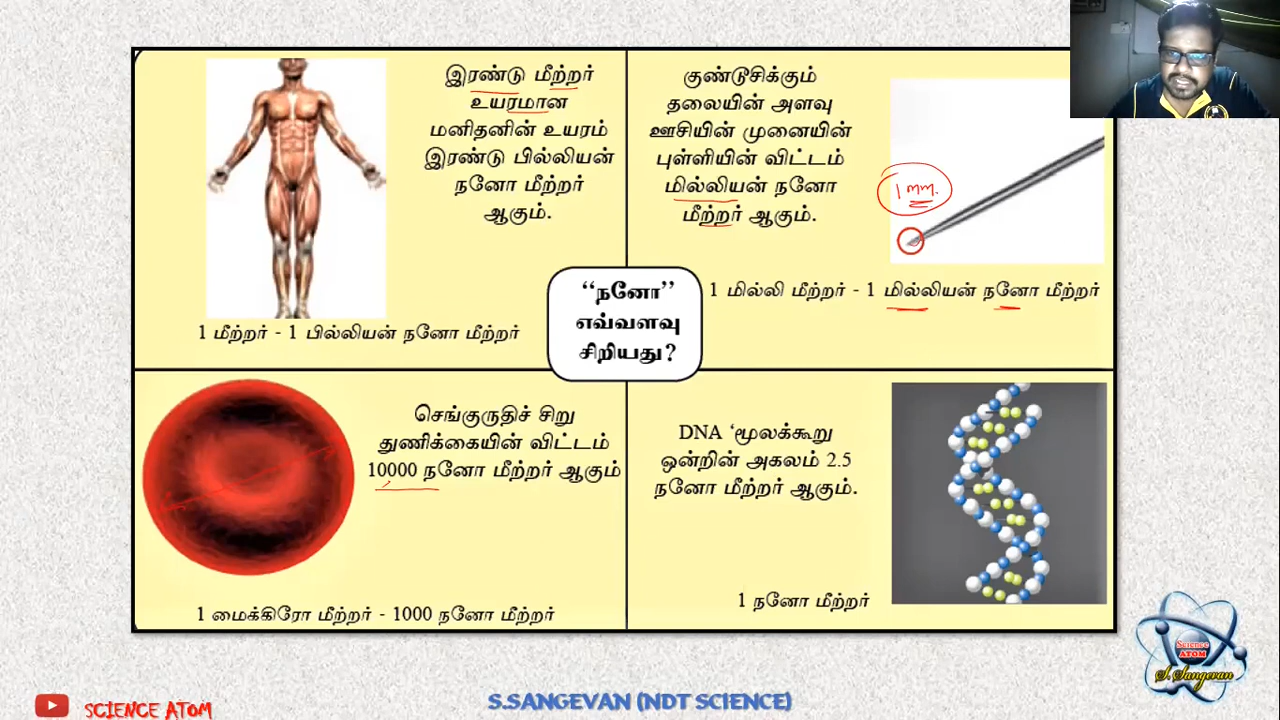 இரண்டு மீற்றர்
உயரமான
மனிதனின் உயரம்
இரண்டு பில்லியன்
நனோ மீற்றர்
ஆகும்.
1 மீற்றர் - 1 பில்லியன் நனோ மீற்றர்
குண்டூசிக்கும்
தலையின் அளவு
ஊசியின் முனையின்
புள்ளியின் விட்டம்
மில்லியன் நனோ
மீற்றர் ஆகும்.
1 mm.
1 மில்லி மீற்றர் - 1 மில்லியன் நனோ மீற்றர்
“நனோ”
எவ்வளவு
சிறியது?
செங்குருதிச் சிறு
துணிக்கையின் விட்டம்
10000 நனோ மீற்றர் ஆகும்
1 மைக்கிரோ மீற்றர் - 1000 நனோ மீற்றர்
DNA ‘மூலக்கூறு
ஒன்றின் அகலம் 2.5
நனோ மீற்றர் ஆகும்.
1 நனோ மீற்றர்
Science
ATOM
S. Sangevan
SCIENCE ATOM
S.SANGEVAN (NDT SCIENCE)